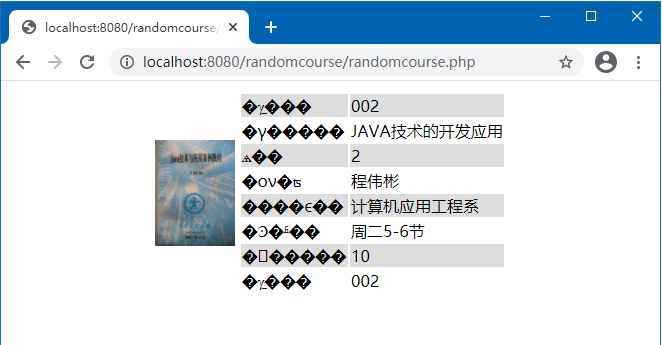 localhost:8080/randomcourse/ra
localhost:8080/randomcourse/randomcourse.php
�γ̱��� 002
�γ����� JAVA技术的开发应用
ѧ�� 2
�ον�ʦ 程伟彬
����ϵ�� 计算机应用工程系
�Ͽ�ʱ�� 周二5-6节
�������� 10
�γ̱��� 002